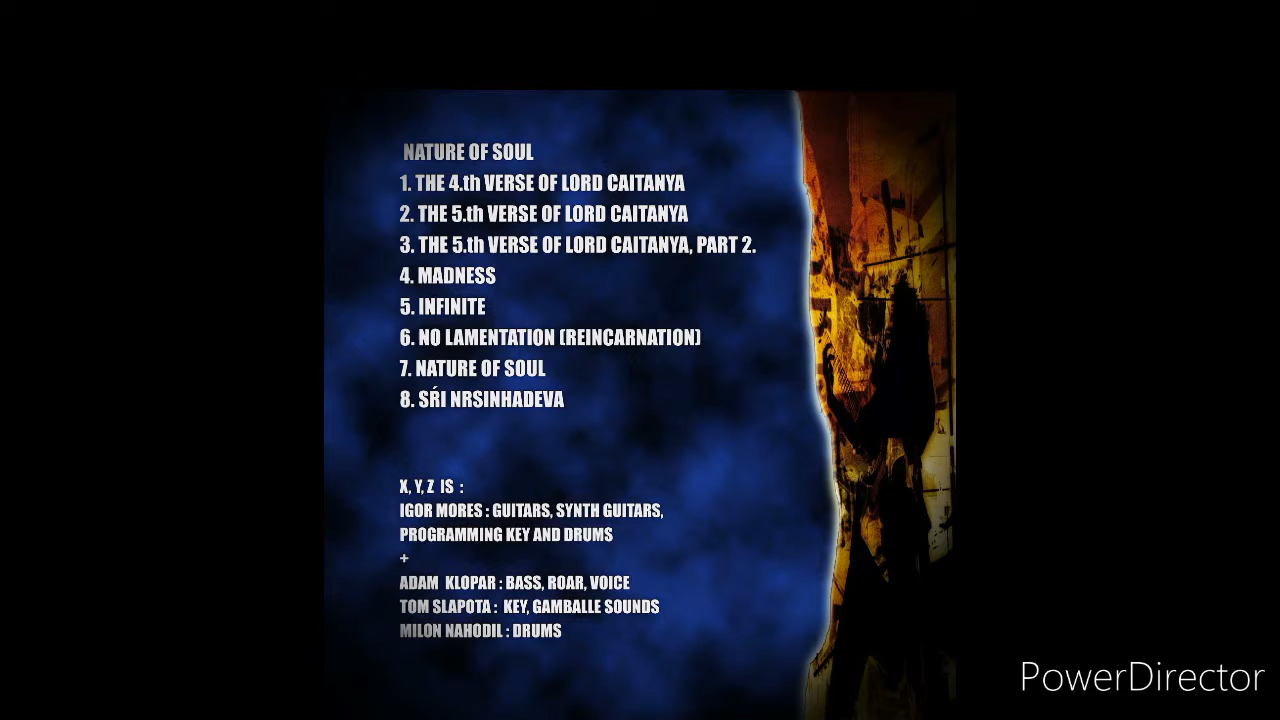 NATURE OF SOUL
1. THE 4.th VERSE OF LORD CAITANYA
2. THE 5.th VERSE OF LORD CAITANYA
3. THE 5.th VERSE OF LORD CAITANYA, PART 2.
4. MADNESS
5. INFINITE
6. NO LAMENTATION (REINCARNATION)
7. NATURE OF SOUL
8. SŔI NRSINHADEVA
X, Y, Z IS :
IGOR MORES : GUITARS, SYNTH GUITARS,
PROGRAMMING KEY AND DRUMS
+
ADAM KLOPAR : BASS, ROAR, VOICE
TOM SLAPOTA : KEY, GAMBALLE SOUNDS
MILON NAHODIL : DRUMS
PowerDirector